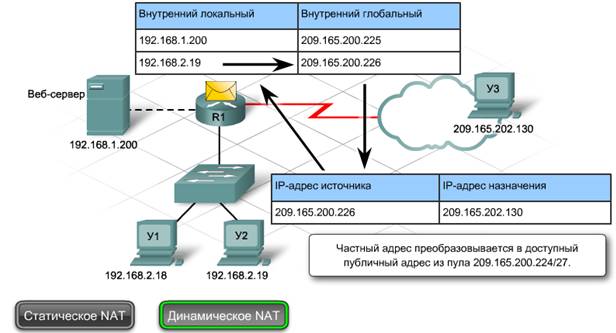 Внутренний локальный Внутренний глобальный
192.168.1.200 209.165.200.225
192.168.2.19 209.165.200.226
Веб-сервер
R1
У3
192.168.1.200
209.165.202.130
IP-адрес источника IP-адрес назначения
209.165.200.226 209.165.202.130
У1 У2
Частный адрес преобразовывается в доступный
публичный адрес из пула 209.165.200.224/27.
192.168.2.18 192.168.2.19
Статическое NAT Динамическое NAT